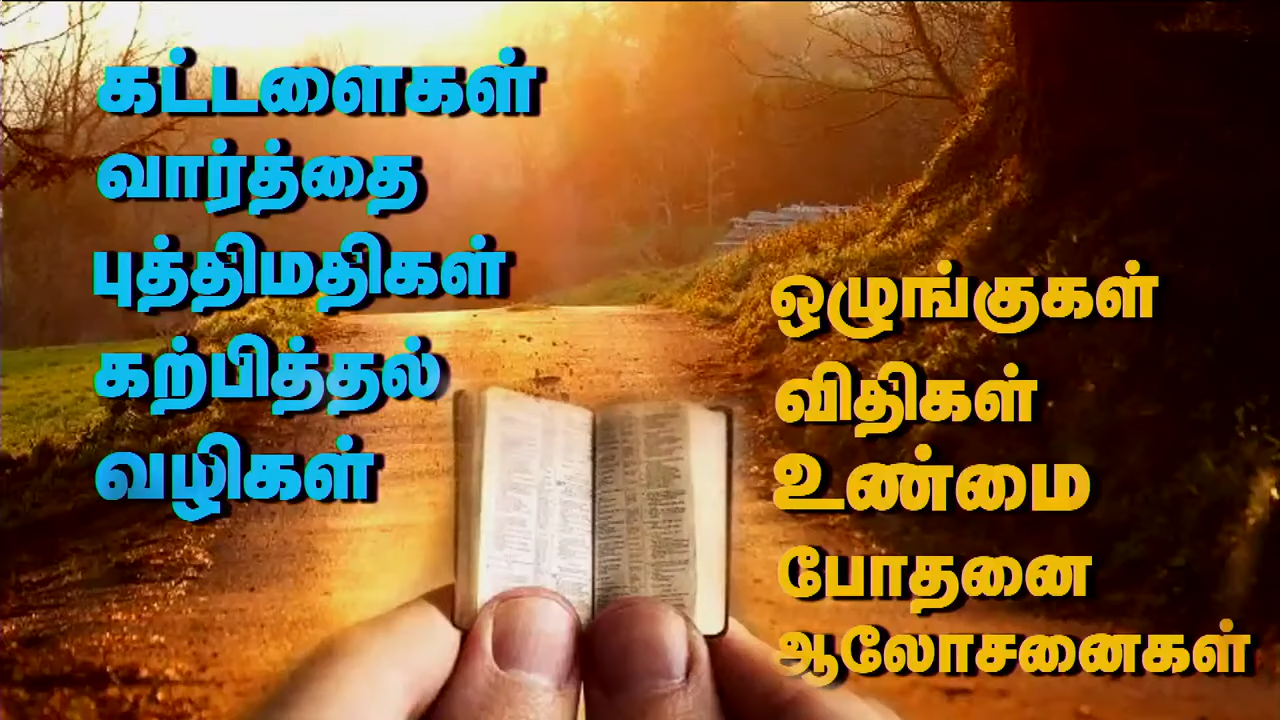 கட்டளைகள்
வார்த்தை
புத்திமதிகள்
கற்பித்தல்
வழிகள்
ஒழுங்குகள்
விதிகள்
உண்மை
போதனை
ஆலோசனைகள்